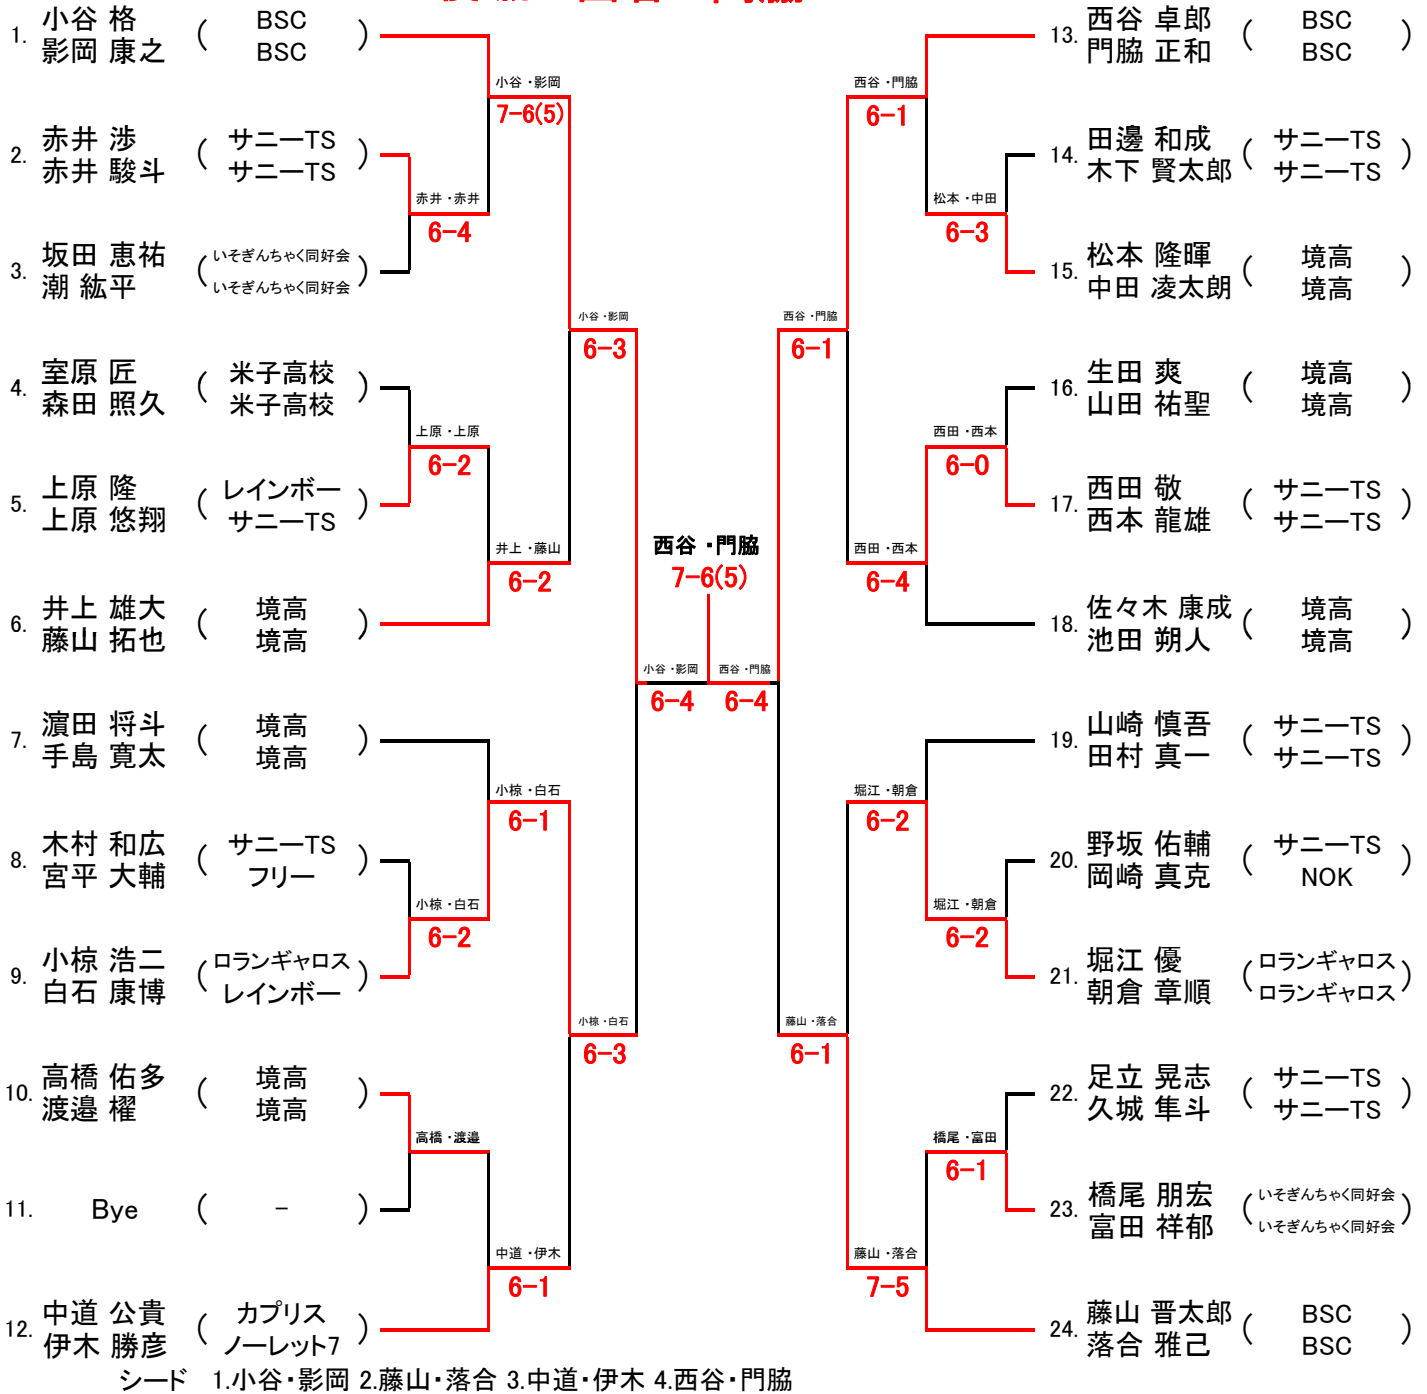 1. 小谷 格 ( BSC )
影岡 康之 BSC
2. 赤井 渉 ( サニーTS )
赤井 駿斗 サニーTS
3. 坂田 恵祐 ( いそぎんちゃく同好会 )
潮 紘平 いそぎんちゃく同好会
4. 室原 匠 ( 米子高校 )
森田 照久 米子高校
5. 上原 隆 ( レインボー )
上原 悠翔 サニーTS
6. 井上 雄大 ( 境高 )
藤山 拓也 境高
7. 濵田 将斗 ( 境高 )
手島 寛太 境高
8. 木村 和広 ( サニーTS )
宮平 大輔 フリー
9. 小椋 浩二 ( ロランギャロス )
白石 康博 レインボー
10. 高橋 佑多 ( 境高 )
渡邉 櫂 境高
11. Bye ( - )
12. 中道 公貴 ( カプリス )
伊木 勝彦 ノーレット7
小谷・影岡
7-6(5)
赤井・赤井
6-4
小谷・影岡
6-3
上原・上原
6-2
井上・藤山
6-2
小椋・白石
6-1
小椋・白石
6-2
小椋・白石
6-3
高橋・渡邉
中道・伊木
6-1
小谷・影岡
6-4
西谷・門脇
7-6(5)
西谷・門脇
6-4
西谷・門脇
6-1
松本・中田
6-3
西谷・門脇
6-1
西田・西本
6-0
西田・西本
6-4
堀江・朝倉
6-2
堀江・朝倉
6-2
藤山・落合
6-1
橋尾・富田
6-1
藤山・落合
7-5
13. 西谷 卓郎 ( BSC )
門脇 正和 BSC
14. 田邊 和成 ( サニーTS )
木下 賢太郎 サニーTS
15. 松本 隆暉 ( 境高 )
中田 凌太朗 境高
16. 生田 爽 ( 境高 )
山田 祐聖 境高
17. 西田 敬 ( サニーTS )
西本 龍雄 サニーTS
18. 佐々木 康成 ( 境高 )
池田 朔人 境高
19. 山崎 慎吾 ( サニーTS )
田村 真一 サニーTS
20. 野坂 佑輔 ( サニーTS )
岡崎 真克 NOK
21. 堀江 優 ( ロランギャロス )
朝倉 章順 ロランギャロス
22. 足立 晃志 ( サニーTS )
久城 隼斗 サニーTS
23. 橋尾 朋宏 ( いそぎんちゃく同好会 )
富田 祥郁 いそぎんちゃく同好会
24. 藤山 晋太郎 ( BSC )
落合 雅己 BSC
シード 1.小谷・影岡 2.藤山・落合 3.中道・伊木 4.西谷・門脇